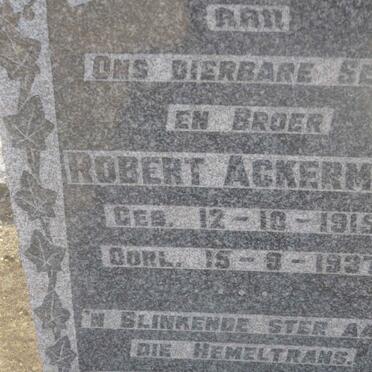 AAN
ONS DIERBARE SE
EN BROER
ROBERT ACKERM
GEB. 12-10-191
OORL. 15-9-193
'N BLINKENDE STER AA
DIE HEMELTRANS.